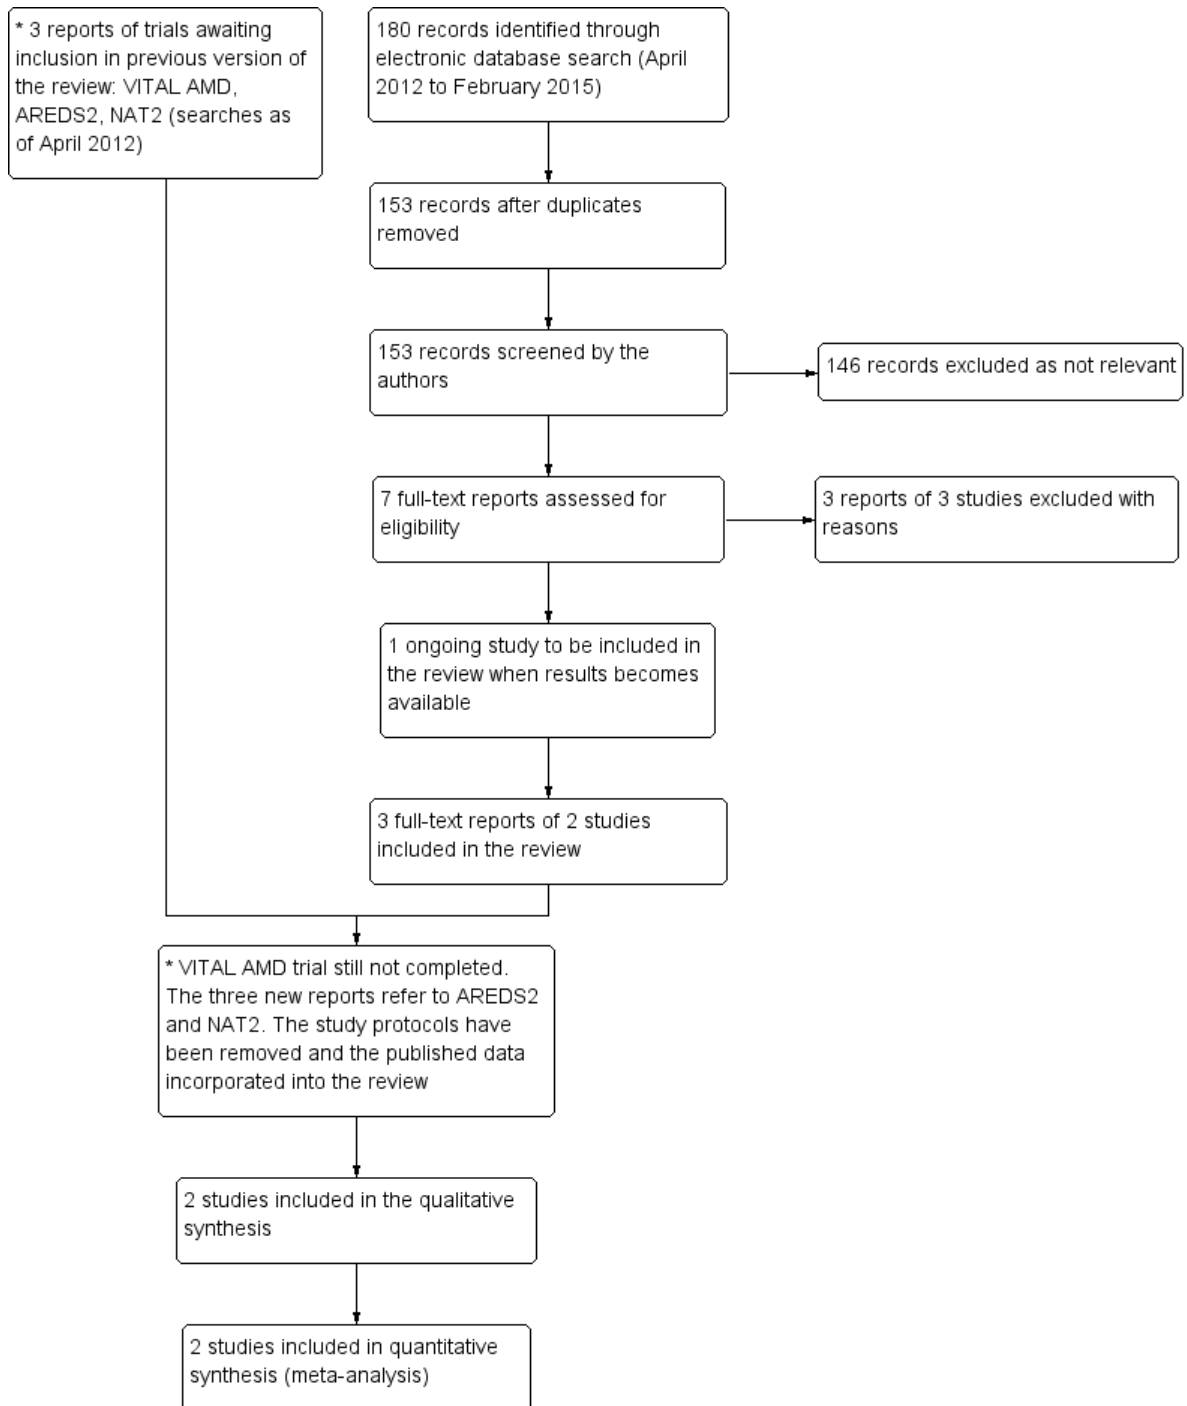 * 3 reports of trials awaiting
inclusion in previous version of
the review: VITAL AMD,
AREDS2, NAT2 (searches as
of April 2012)
180 records identified through
electronic database search (April
2012 to February 2015)
153 records after duplicates
removed
153 records screened by the
authors
146 records excluded as not relevant
7 full-text reports assessed for
eligibility
3 reports of 3 studies excluded with
reasons
1 ongoing study to be included in
the review when results becomes
available
3 full-text reports of 2 studies
included in the review
* VITAL AMD trial still not completed.
The three new reports refer to AREDS2
and NAT2. The study protocols have
been removed and the published data
incorporated into the review
2 studies included in the qualitative
synthesis
2 studies included in quantitative
synthesis (meta-analysis)